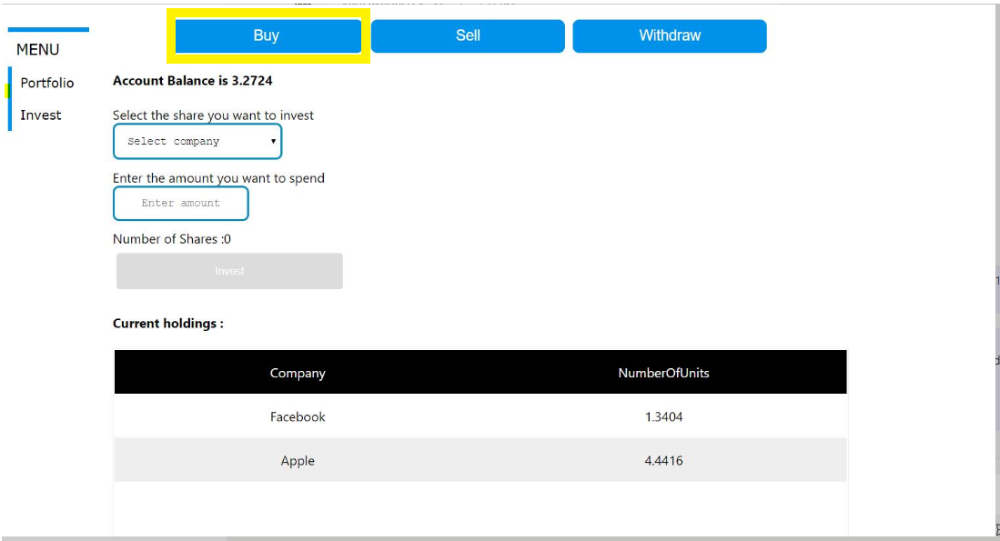 Buy Sell Withdraw
MENU
Portfolio
Invest
Account Balance is 3.2724
Select the share you want to invest
Select company
Enter the amount you want to spend
Enter amount
Number of Shares :0
Invest
Current holdings :
Company NumberOfUnits
Facebook 1.3404
Apple 4.4416